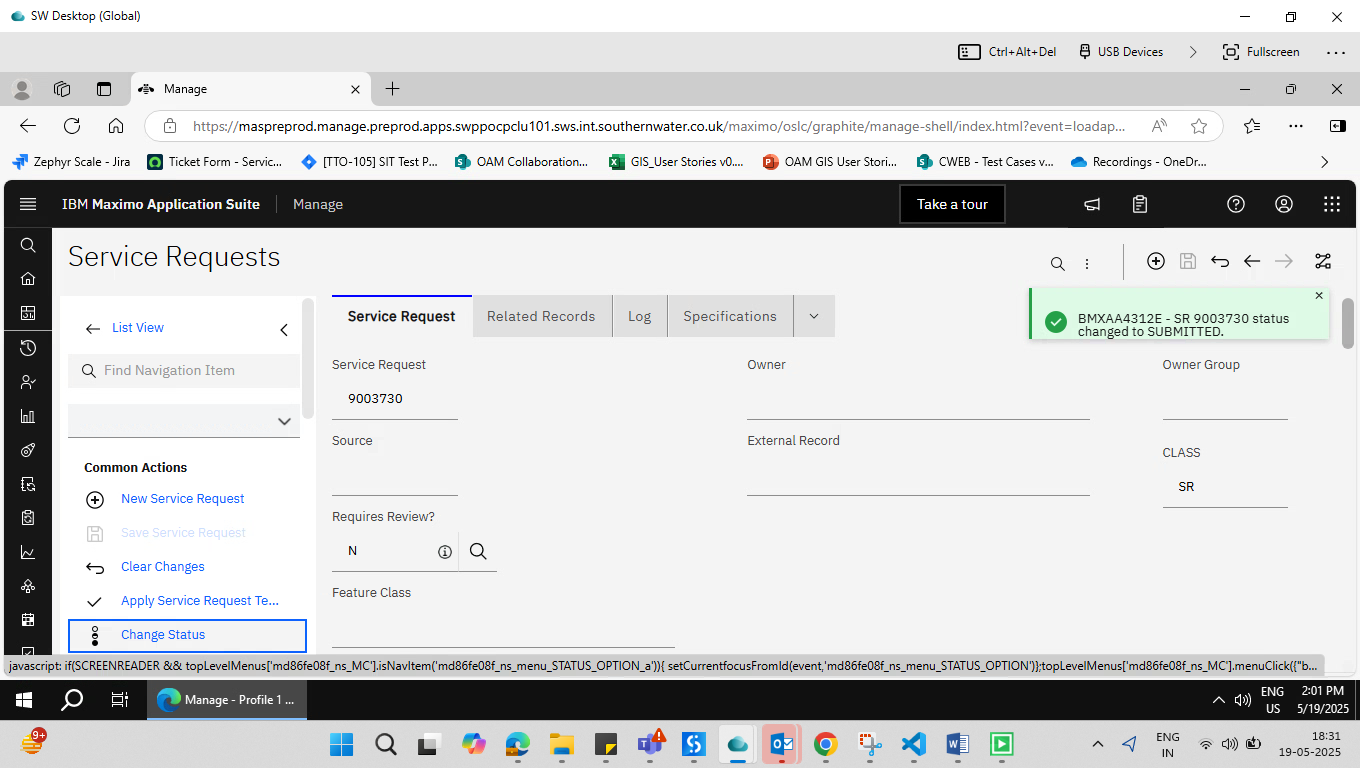 SW Desktop (Global)
Ctrl+Alt+Del
USB Devices
Fullscreen
Manage
https://maspreprod.manage.preprod.apps.swppocpclu101.sws.int.southernwater.co.uk/maximo/oslc/graphite/manage-shell/index.html?event=loadap...
Zephyr Scale - Jira
Ticket Form - Servic...
[TTO-105] SIT Test P...
OAM Collaboration...
GIS_User Stories v0....
OAM GIS User Stori...
CWEB - Test Cases v...
Recordings - OneDr...
IBM Maximo Application Suite
Manage
Take a tour
Service Requests
List View
Find Navigation Item
Common Actions
New Service Request
Save Service Request
Clear Changes
Apply Service Request Te...
Change Status
Service Request
Related Records
Log
Specifications
BMXAA4312E - SR 9003730 status
changed to SUBMITTED.
Service Request
Owner
Owner Group
9003730
Source
External Record
CLASS
SR
Requires Review?
N
Feature Class
javascript: if(SCREENREADER && topLevelMenus['md86fe08f_ns_MC'].isNavItem('md86fe08f_ns_menu_STATUS_OPTION_a')){ setCurrentfocusFromId(event,'md86fe08f_ns_menu_STATUS_OPTION')};topLevelMenus['md86fe08f_ns_MC'].menuClick({"b...
Manage - Profile 1 ...
ENG
US
2:01 PM
5/19/2025
9+
ENG
IN
18:31
19-05-2025